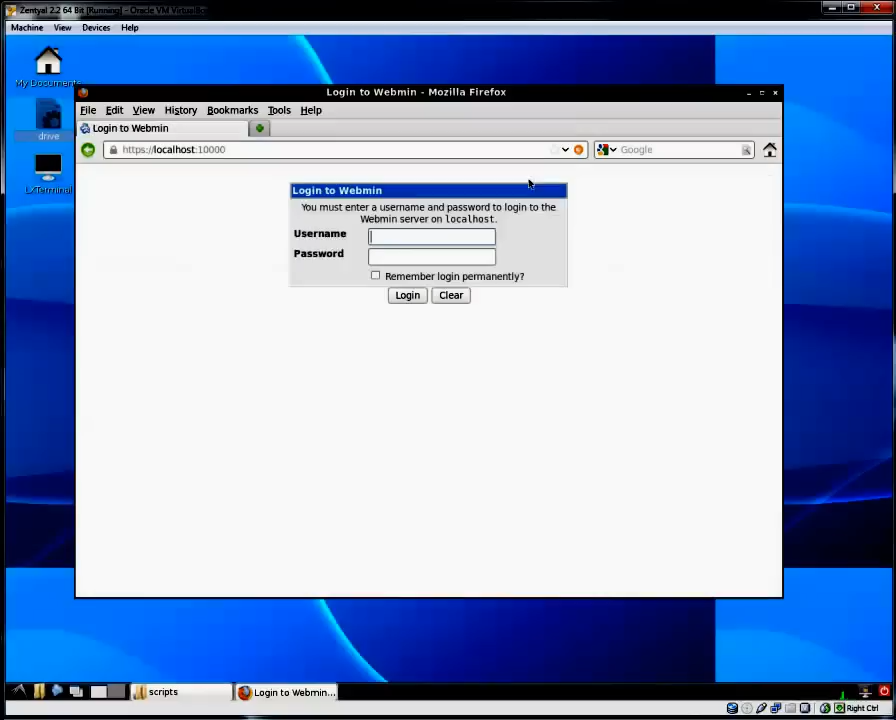 Zentyal 2.2 64 Bit [Running] - Oracle VM VirtualBox
Machine View Devices Help
My Documents
drive
LXTerminal
Login to Webmin - Mozilla Firefox
File Edit View History Bookmarks Tools Help
Login to Webmin
https://localhost:10000
Google
Login to Webmin
You must enter a username and password to login to the
Webmin server on localhost.
Username
Password
Remember login permanently?
Login Clear
scripts
Login to Webmin...
Right Ctrl